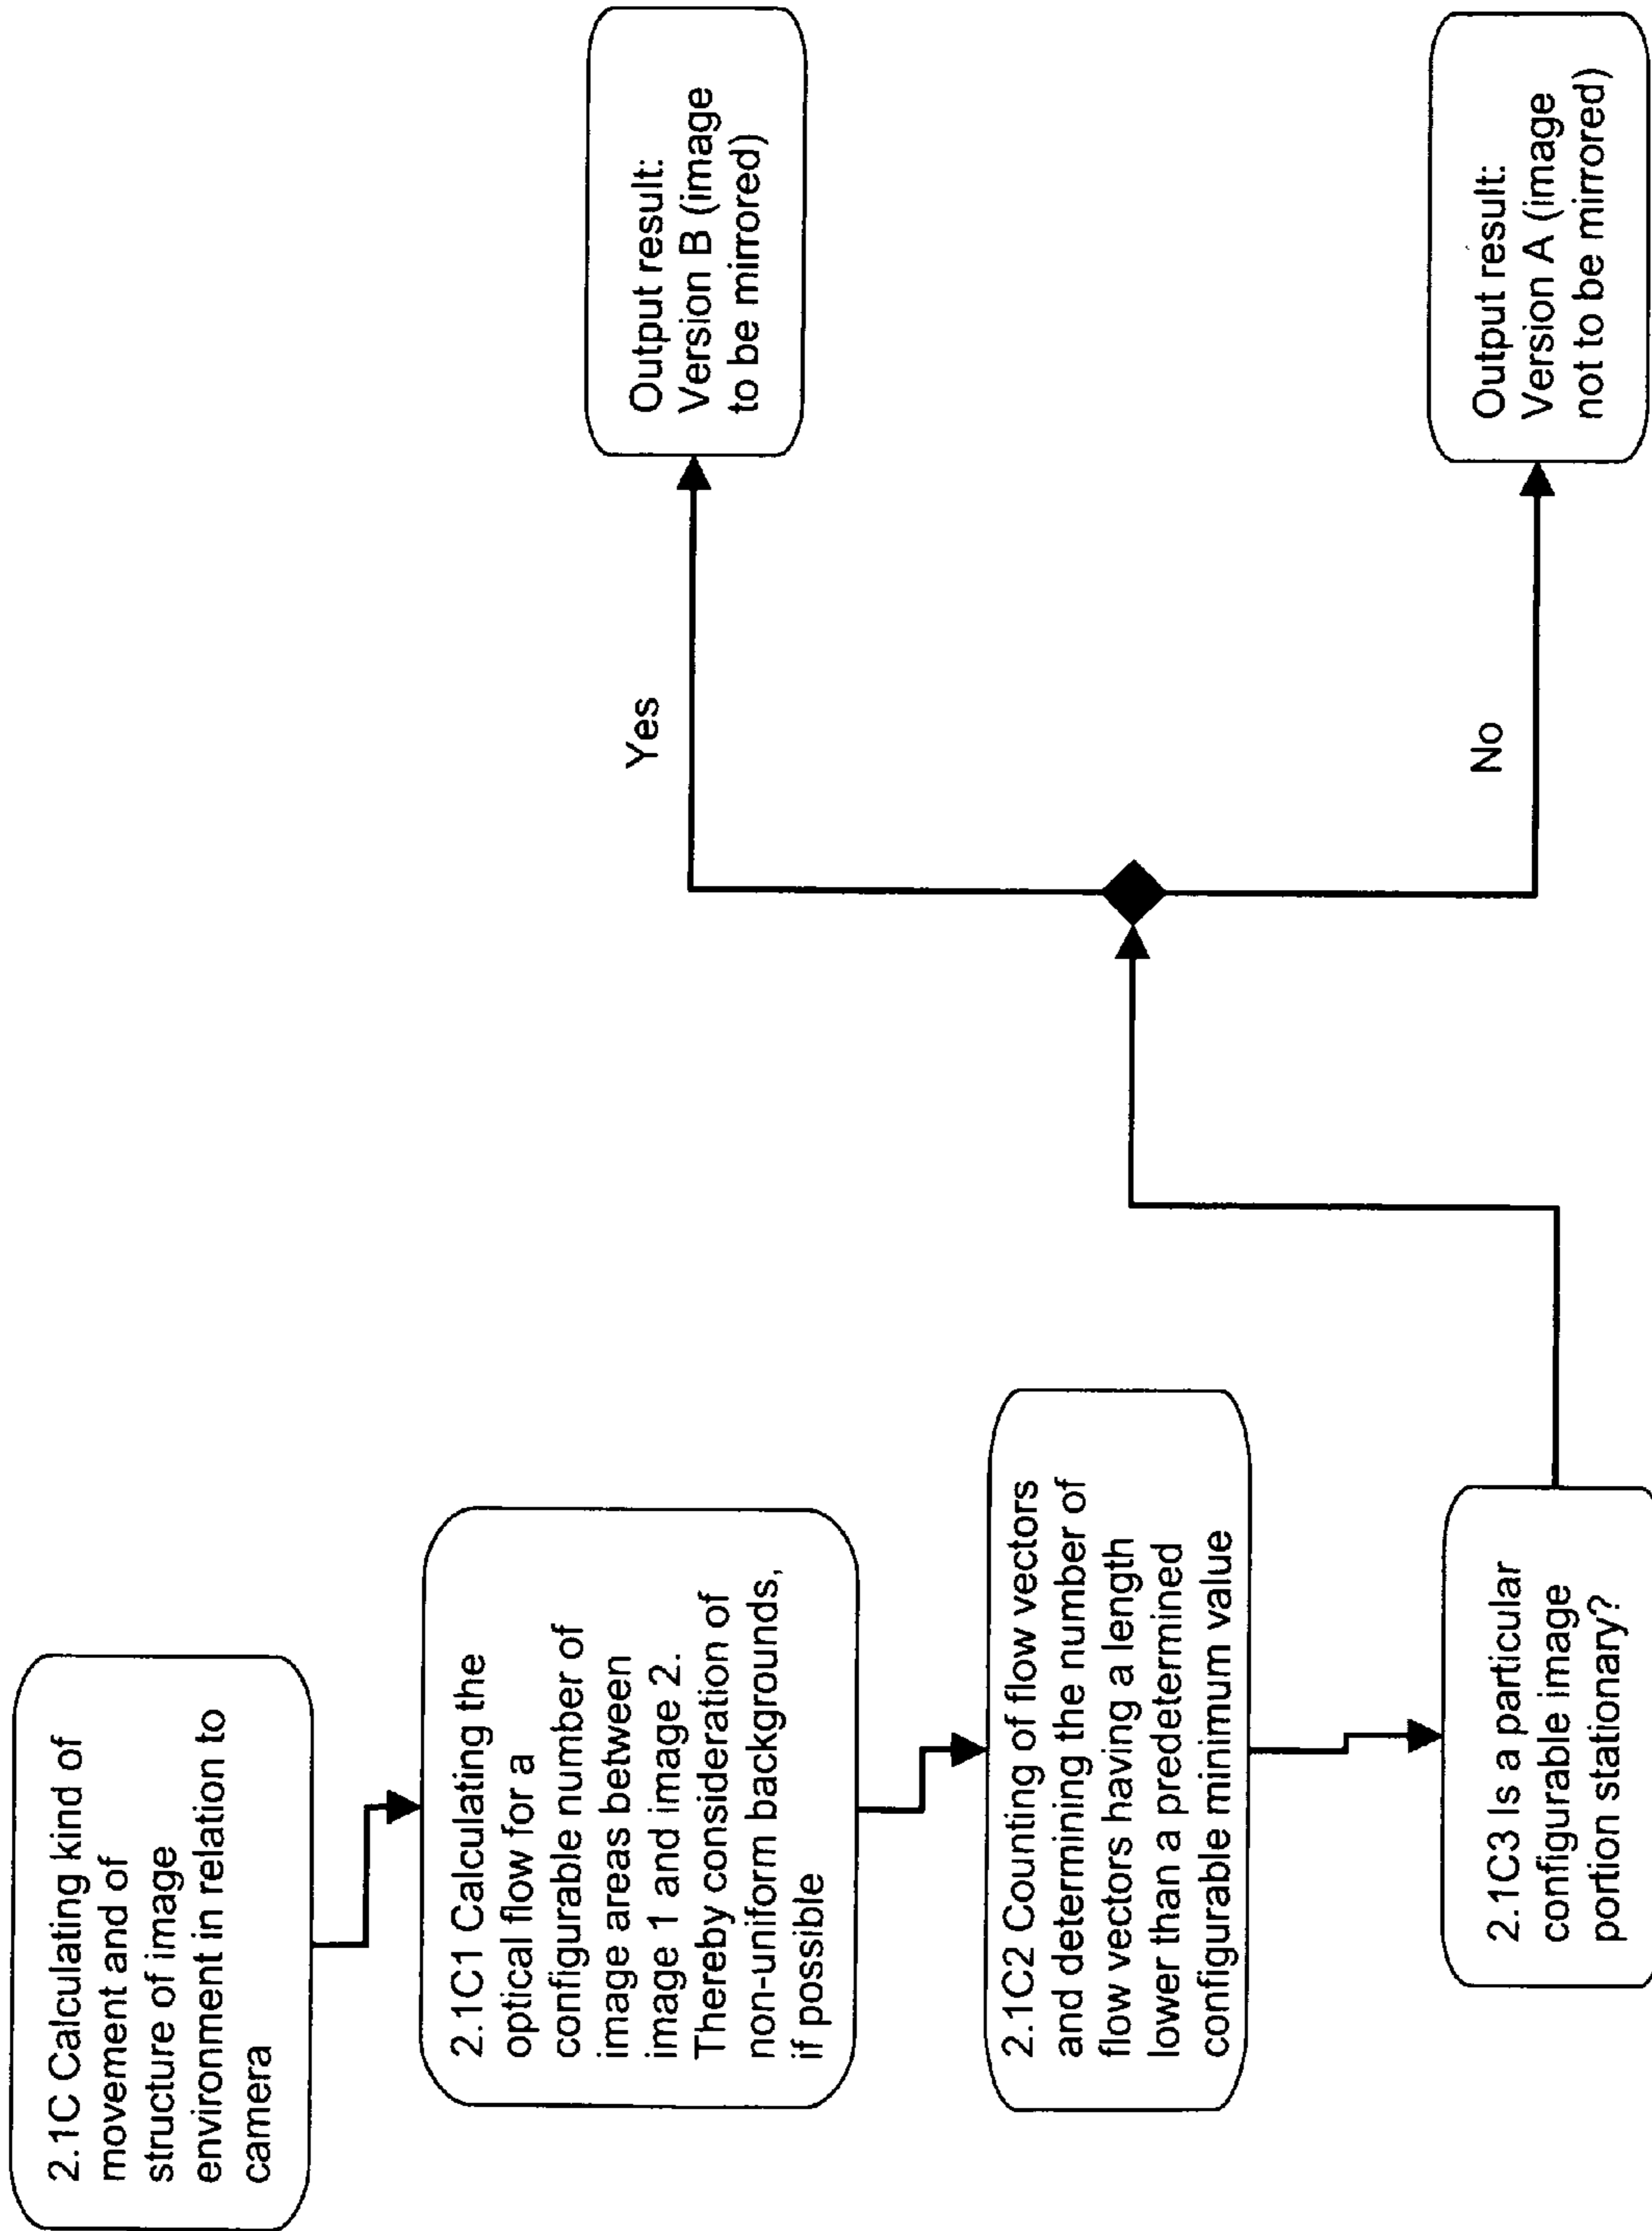 2.1C Calculating kind of
movement and of
structure of image
environment in relation to
camera
2.1C1 Calculating the
optical flow for a
configurable number of
image areas between
image 1 and image 2.
Thereby consideration of
non-uniform backgrounds,
if possible
2.1C2 Counting of flow vectors
and determining the number of
flow vectors having a length
lower than a predetermined
configurable minimum value
2.1C3 Is a particular
configurable image
portion stationary?
Yes
No
Output result:
Version B (image
to be mirrored)
Output result:
Version A (image
not to be mirrored)